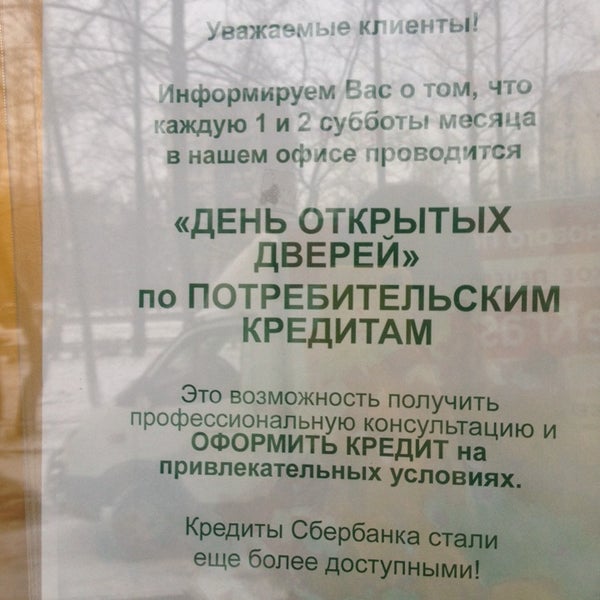 Уважаемые клиенты!
Информируем Вас о том, что
каждую 1 и 2 субботы месяца
в нашем офисе проводится
«ДЕНЬ ОТКРЫТЫХ
ДВЕРЕЙ»
по ПОТРЕБИТЕЛЬСКИМ
КРЕДИТАМ
Это возможность получить
профессиональную консультацию и
ОФОРМИТЬ КРЕДИТ на
привлекательных условиях.
Кредиты Сбербанка стали
еще более доступными!